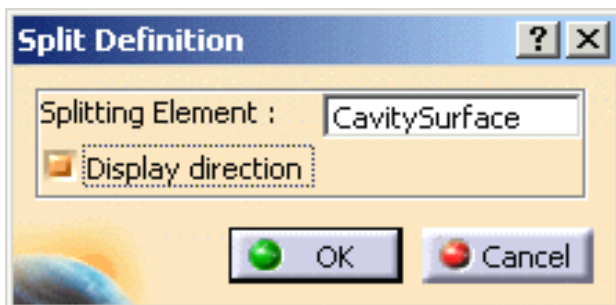 Split Definition
Splitting Element : CavitySurface
Display direction
OK Cancel